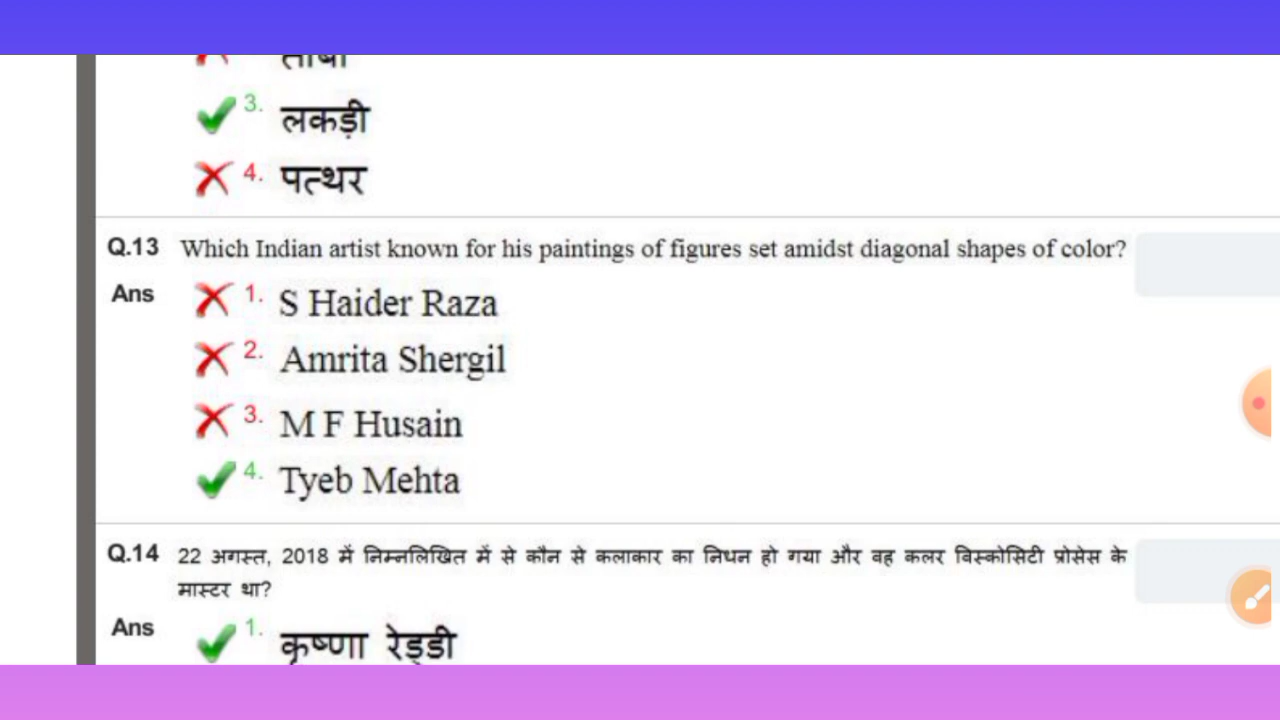 3. लकड़ी
4. पत्थर
Q.13 Which Indian artist known for his paintings of figures set amidst diagonal shapes of color?
Ans 1. S Haider Raza
2. Amrita Shergil
3. M F Husain
4. Tyeb Mehta
Q.14 22 अगस्त, 2018 में निम्नलिखित में से कौन से कलाकार का निधन हो गया और वह कलर विस्कोसिटी प्रोसेस के
मास्टर था?
Ans 1. कृष्णा रेड्डी